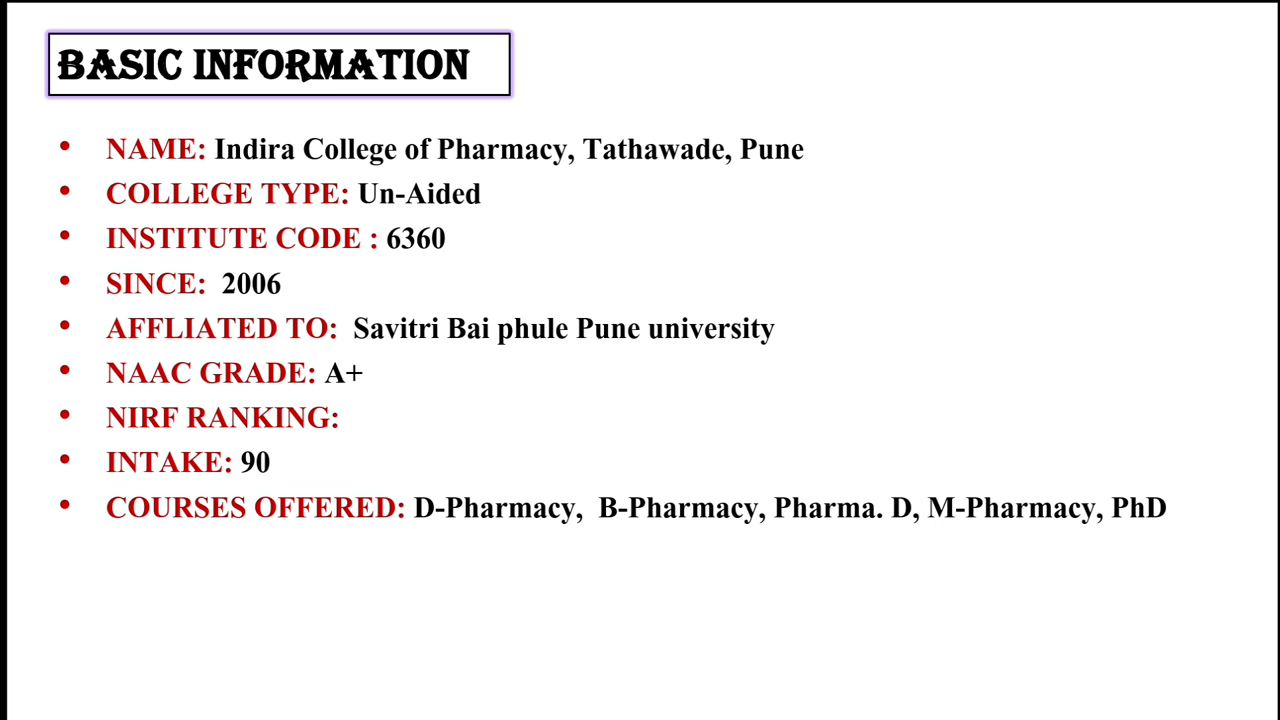 BASIC INFORMATION
• NAME: Indira College of Pharmacy, Tathawade, Pune
• COLLEGE TYPE: Un-Aided
• INSTITUTE CODE : 6360
• SINCE:  2006
• AFFLIATED TO:  Savitri Bai phule Pune university
• NAAC GRADE: A+
• NIRF RANKING:
• INTAKE: 90
• COURSES OFFERED: D-Pharmacy,  B-Pharmacy, Pharma. D, M-Pharmacy, PhD